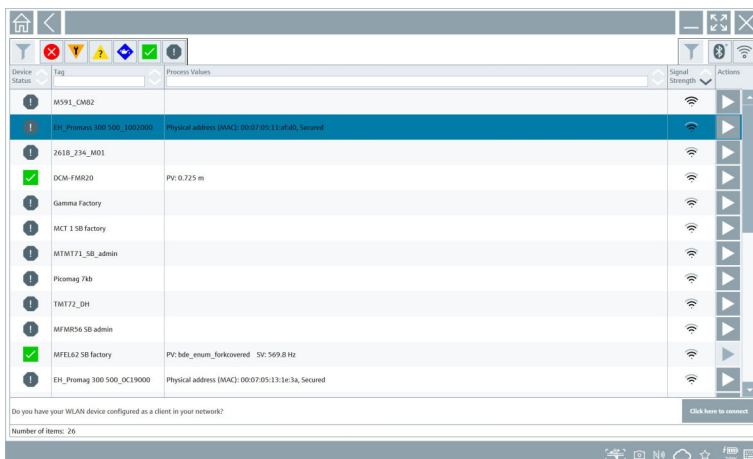 Device Status
Tag
Process Values
Signal Strength
Actions
M591_CM82
EH_Promass 300 500_1002000 Physical address (MAC): 00:07:05:11:af:d0, Secured
2618_234_M01
DCM-FMR20 PV: 0.725 m
Gamma Factory
MCT 1 SB factory
MTMT71_SB_admin
Picomag 7kb
TMT72_DH
MFMR56 SB admin
MFEL62 SB factory PV: bde_enum_forkcovered SV: 569.8 Hz
EH_Promag 300 500_0C19000 Physical address (MAC): 00:07:05:13:1e:3a, Secured
Do you have your WLAN device configured as a client in your network? Click here to connect
Number of items: 26